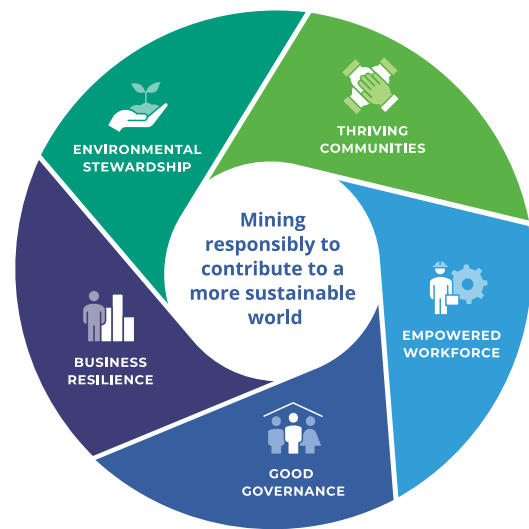 THRIVING
COMMUNITIES
ENVIRONMENTAL
STEWARDSHIP
Mining
responsibly to
contribute to a
more sustainable
world
EMPOWERED
WORKFORCE
BUSINESS
RESILIENCE
GOOD
GOVERNANCE